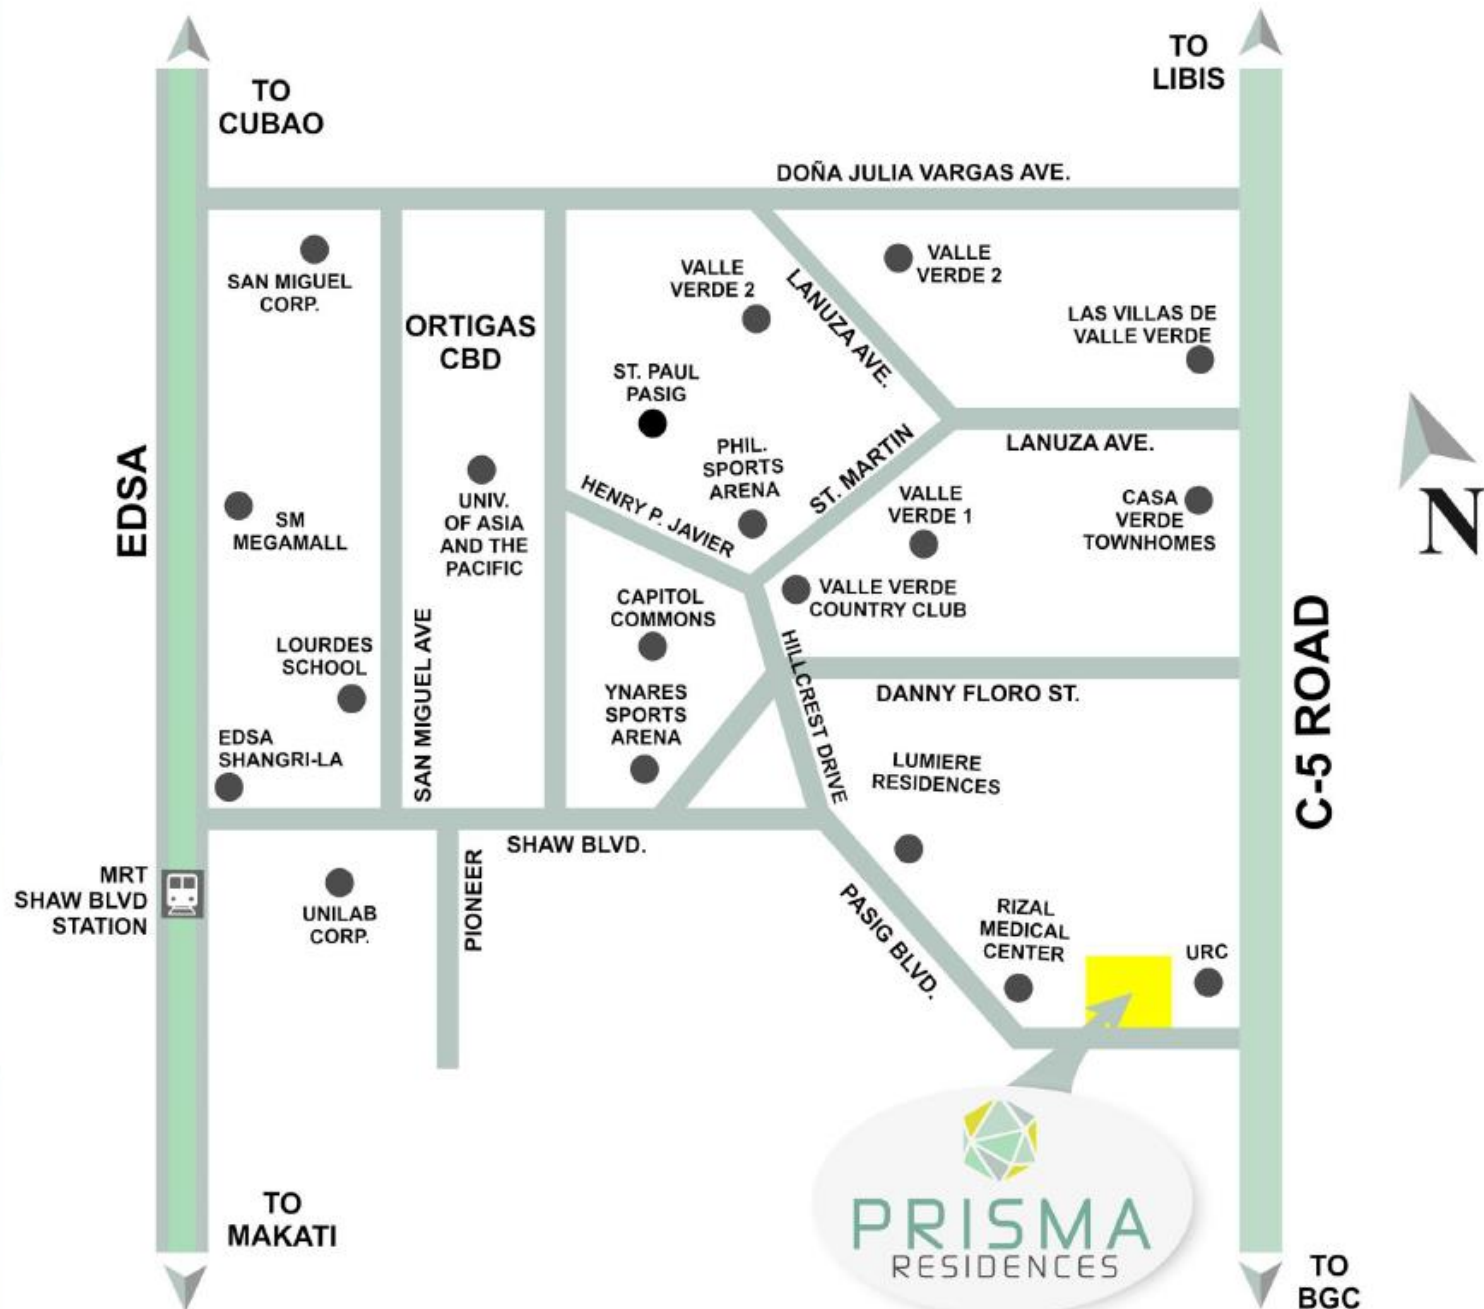 TO
CUBAO
TO
LIBIS
DOÑA JULIA VARGAS AVE.
SAN MIGUEL
CORP.
ORTIGAS
CBD
VALLE
VERDE 2
LANUZA AVE.
VALLE
VERDE 2
LAS VILLAS DE
VALLE VERDE
ST. PAUL
PASIG
PHIL.
SPORTS
ARENA
ST. MARTIN
LANUZA AVE.
EDSA
SM
MEGAMALL
UNIV.
OF ASIA
AND THE
PACIFIC
HENRY P. JAVIER
VALLE
VERDE 1
CASA
VERDE
TOWNHOMES
N
CAPITOL
COMMONS
VALLE VERDE
COUNTRY CLUB
LOURDES
SCHOOL
SAN MIGUEL AVE
YNARES
SPORTS
ARENA
HILLCREST DRIVE
DANNY FLORO ST.
C-5 ROAD
EDSA
SHANGRI-LA
LUMIERE
RESIDENCES
SHAW BLVD.
MRT
SHAW BLVD
STATION
UNILAB
CORP.
PIONEER
PASIG BLVD.
RIZAL
MEDICAL
CENTER
URC
TO
MAKATI
PRISMA
RESIDENCES
TO
BGC